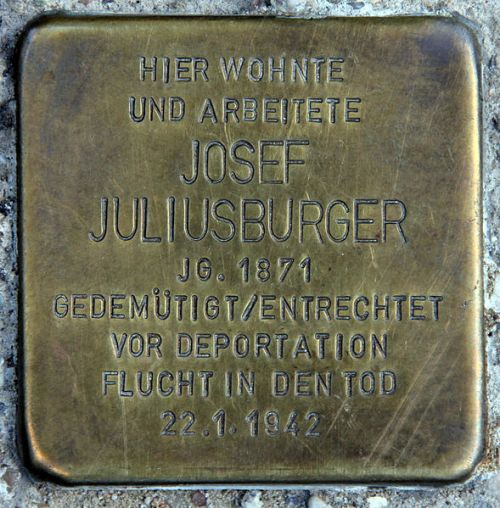 HIER WOHNTE
UND ARBEITETE
JOSEF
JULIUSBURGER
JG. 1871
GEDEMÜTIGT/ENTRECHTET
VOR DEPORTATION
FLUCHT IN DEN TOD
22.1.1942